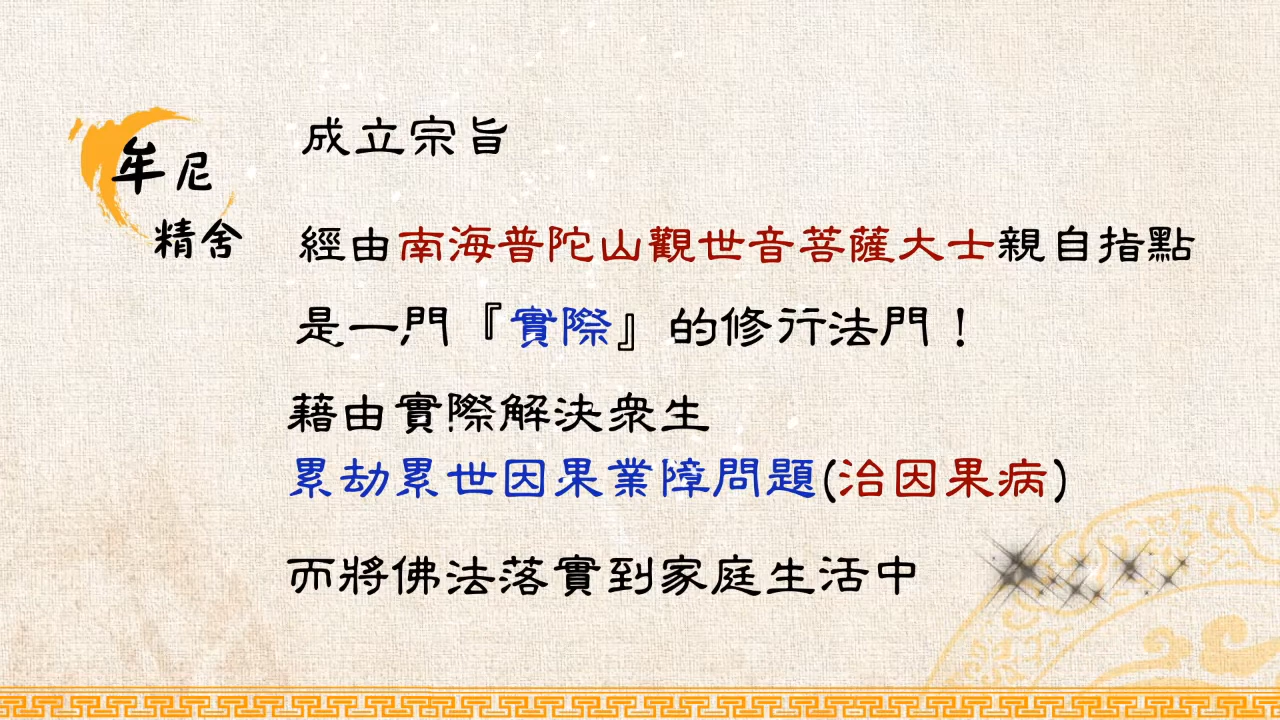 牟尼
精舍
成立宗旨
經由南海普陀山觀世音菩薩大士親自指點
是一門『實際』的修行法門！
藉由實際解決眾生
累劫累世因果業障問題(治因果病)
而將佛法落實到家庭生活中